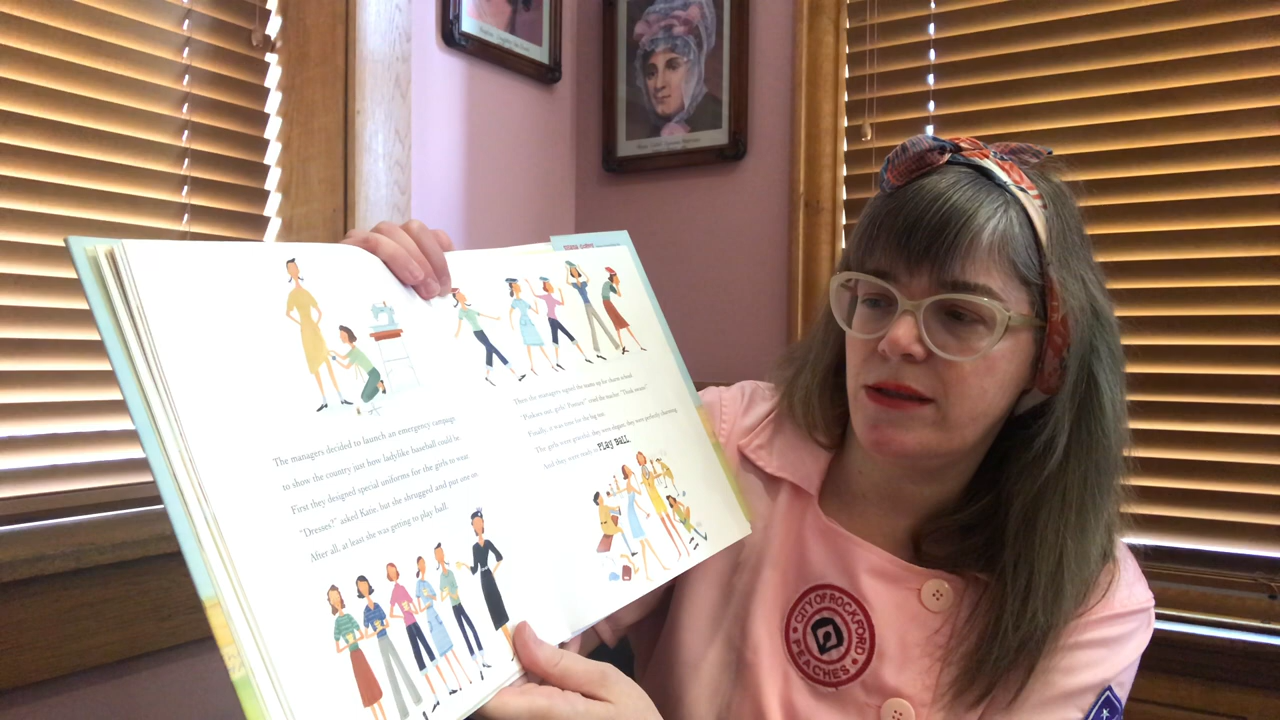 The managers decided to launch an emergency campaign
to show the country just how ladylike baseball could be.
First they designed special uniforms for the girls to wear.
"Dresses?" asked Katie, but she shrugged and put one on.
After all, at least she was getting to play ball.
Then the managers signed the teams up for charm school.
"Pinkies out, girls! Posture!" cried the teacher. "Think swans!"
Finally, it was time for the big test.
The girls were graceful, they were elegant, they were perfectly charming.
And they were ready to PLAY BALL.
CITY OF ROCKFORD
PEACHES